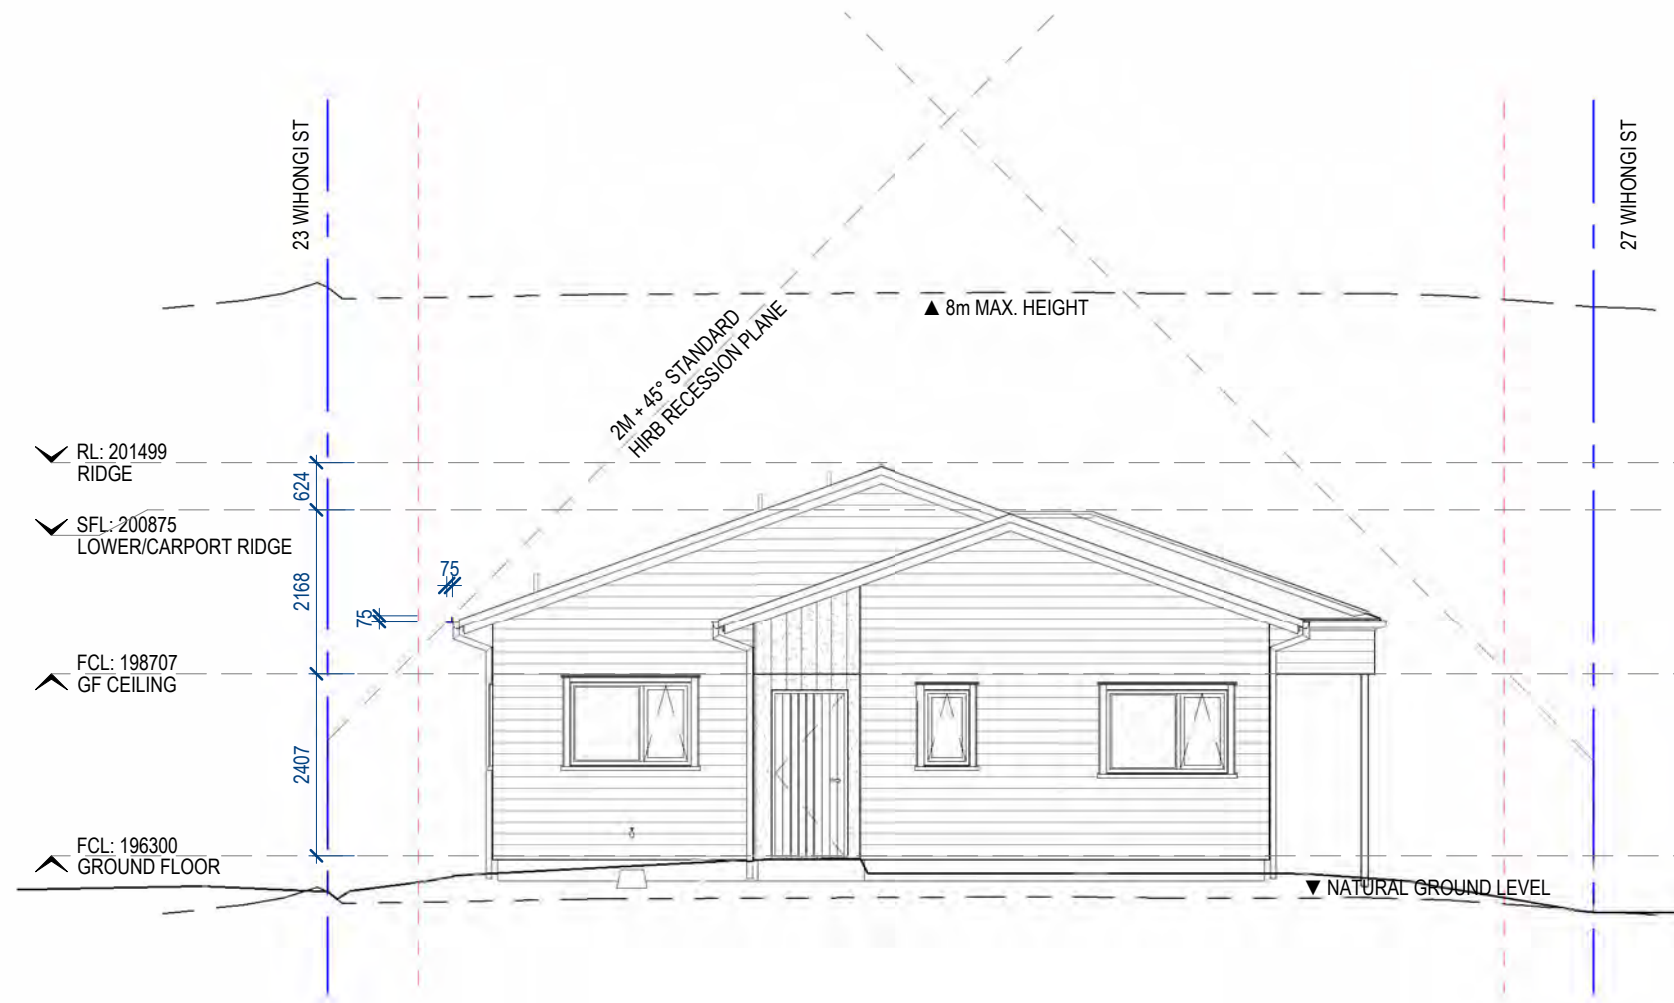 23 WIHONGI ST
27 WIHONGI ST
▲ 8m MAX. HEIGHT
2M + 45° STANDARD
HIRB RECESSION PLANE
RL: 201499
RIDGE
624
SFL: 200875
LOWER/CARPORT RIDGE
75
2168
75
FCL: 198707
GF CEILING
2407
FCL: 196300
GROUND FLOOR
▼ NATURAL GROUND LEVEL